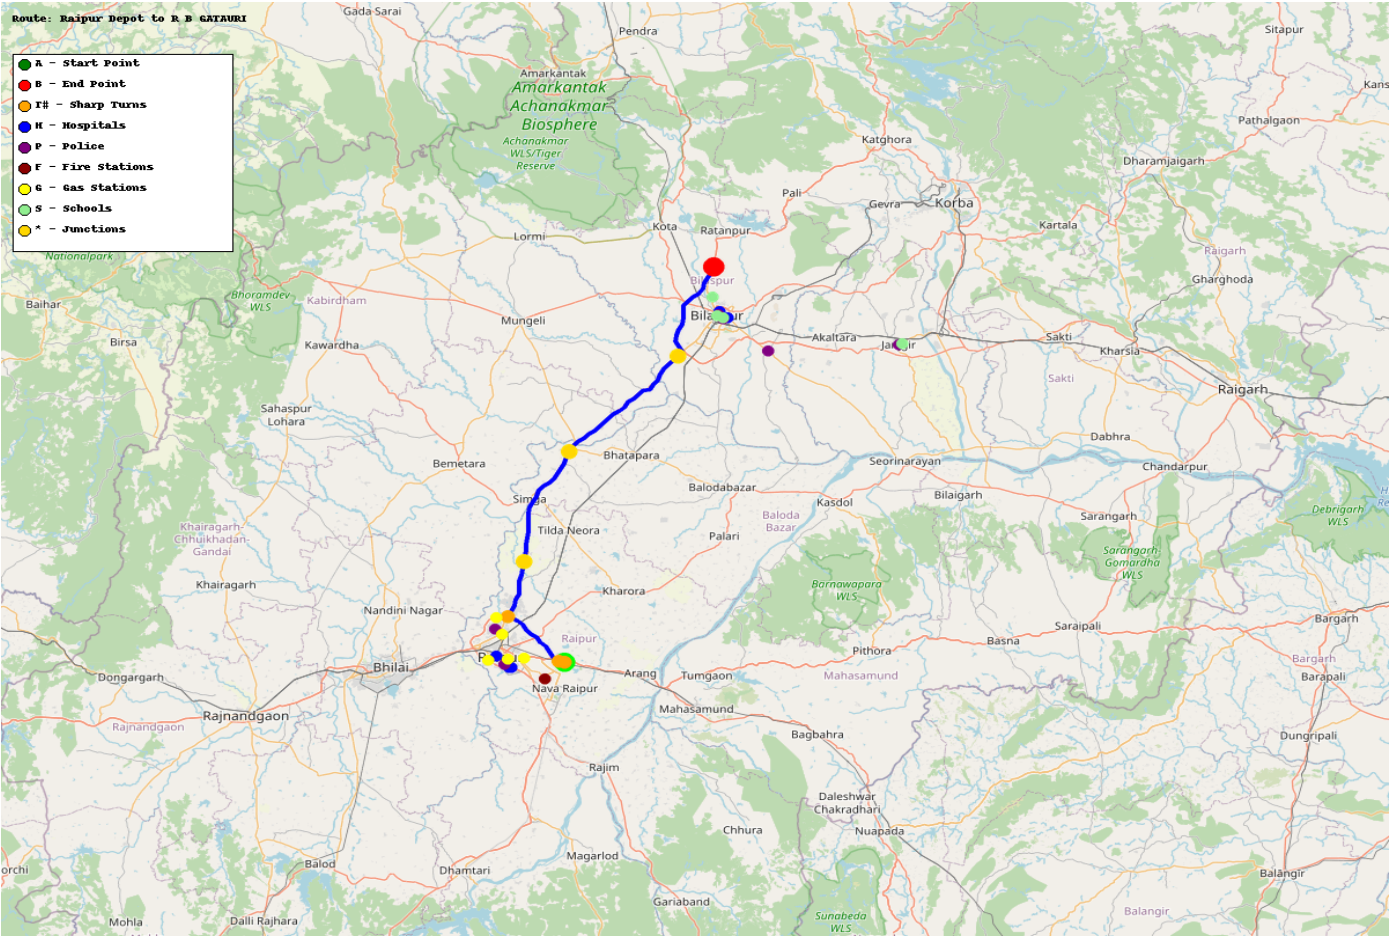 Route: Raipur Depot to R B GATAURI
A - Start Point
B - End Point
T# - Sharp Turns
H - Hospitals
P - Police
F - Fire Stations
G - Gas Stations
S - Schools
* - Junctions
Gada Sarai
Pendra
Sitapur
Amarkantak
Amarkantak
Achanakmar
Biosphere
Achanakmar
WLS/Tiger
Reserve
Katghora
Pathalgaon
Dharamjaigarh
Pali
Gevra
Korba
Kota
Ratanpur
Kartala
Lormi
Raigarh
Nationalpark
Gharghoda
Baihar
Bhoramdev
WLS
Kabirdham
Mungeli
Birsa
Kawardha
Akaltara
Sakti
Kharsia
Sakti
Raigarh
Sahaspur
Lohara
Dabhra
Bemetara
Bhatapara
Seorinarayan
Chandarpur
Simga
Balodabazar
Kasdol
Bilaigarh
Baloda
Bazar
Sarangarh
Debrigarh
WLS
Khairagarh-
Chhuikhadan-
Gandai
Tilda Neora
Palari
Sarangarh-
Gomardha
WLS
Khairagarh
Kharora
Barnawapara
WLS
Nandini Nagar
Raipur
Saraipali
Bargarh
Basna
Pithora
Bargarh
Bhilai
Dongargarh
Nava Raipur
Arang
Tumgaon
Mahasamund
Barapali
Rajnandgaon
Mahasamund
Rajnandgaon
Bagbahra
Dungripali
Rajim
Daleshwar
Chakradhari
Chhura
Nuapada
Magarlod
Balod
Dhamtari
Balangir
Gariaband
Mohla
Dalli Rajhara
Sunabeda
WLS
Balangir